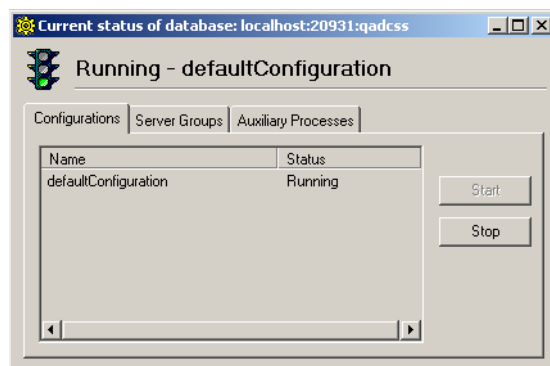 Current status of database: localhost:20931:qadcss
Running - defaultConfiguration
Configurations Server Groups Auxiliary Processes
Name Status
defaultConfiguration Running
Start
Stop